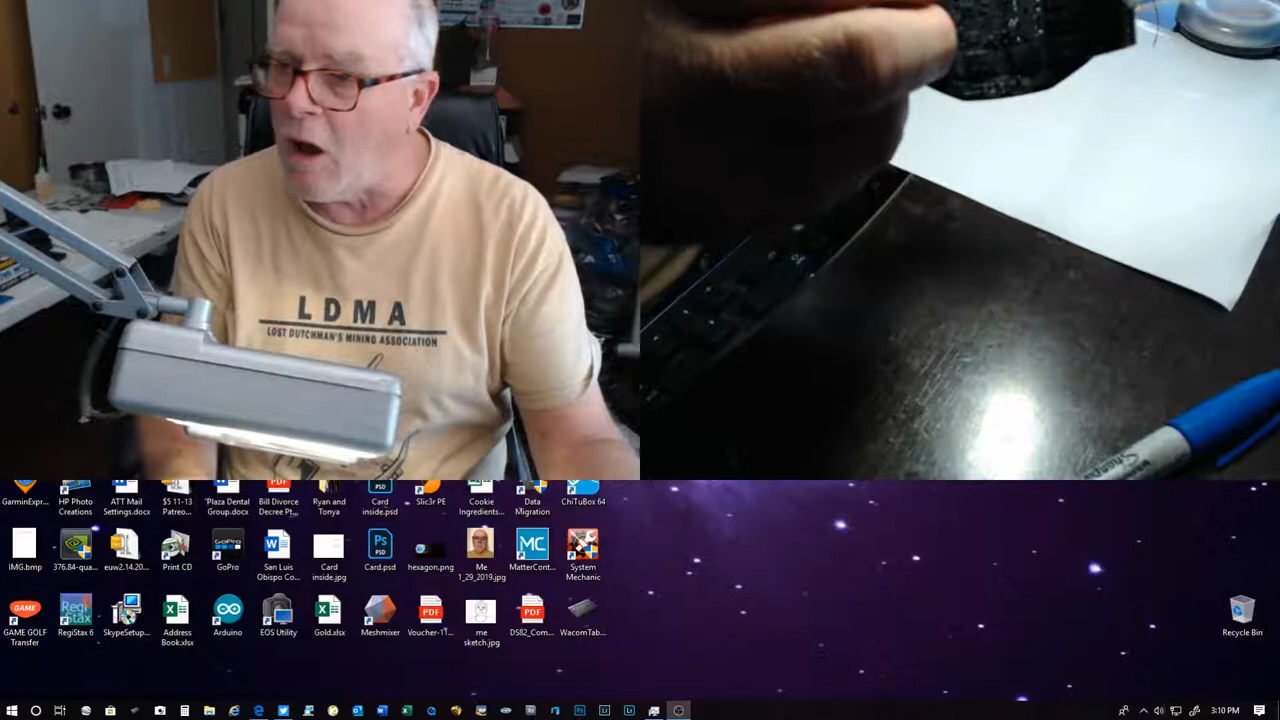 LDMA
LOST DUTCHMAN'S MINING ASSOCIATION
Sharpie
GarminExpr...
HP Photo Creations
ATT Mail Settings.docx
$5 11-13 Patreo...
"Plaza Dental Group.docx
Bill Divorce Decree Pt...
Ryan and Tonya
Card inside.psd
Slic3r PE
Cookie Ingredients...
Data Migration
ChiTuBox 64
IMG.bmp
376.84-qua...
euw2.14.20...
Print CD
GoPro
San Luis Obispo Co...
Card inside.jpg
Card.psd
hexagon.png
Me 1_29_2019.jpg
MatterCont...
System Mechanic
GAME GOLF Transfer
RegiStax 6
SkypeSetup...
Address Book.xlsx
Arduino
EOS Utility
Gold.xlsx
Meshmixer
Voucher-11...
me sketch.jpg
DS82_Com...
WacomTab...
Recycle Bin
3:10 PM